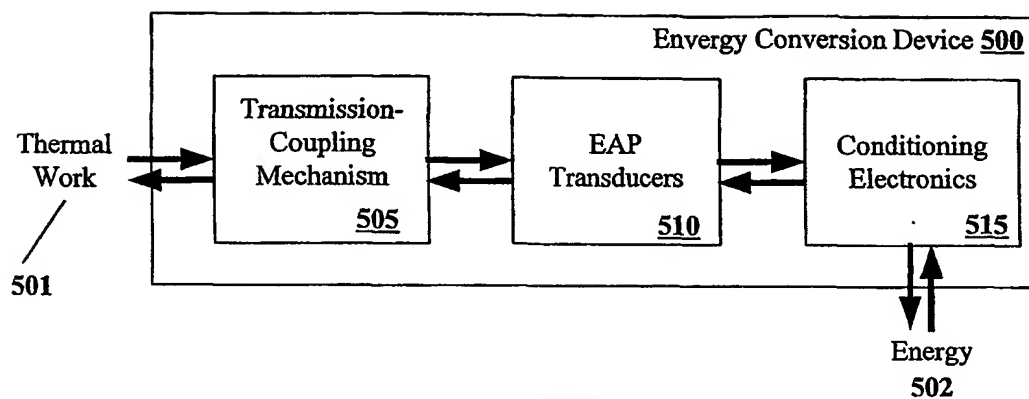 Envergy Conversion Device 500
Thermal
Work
501
Transmission-
Coupling
Mechanism
505
EAP
Transducers
510
Conditioning
Electronics
515
Energy
502